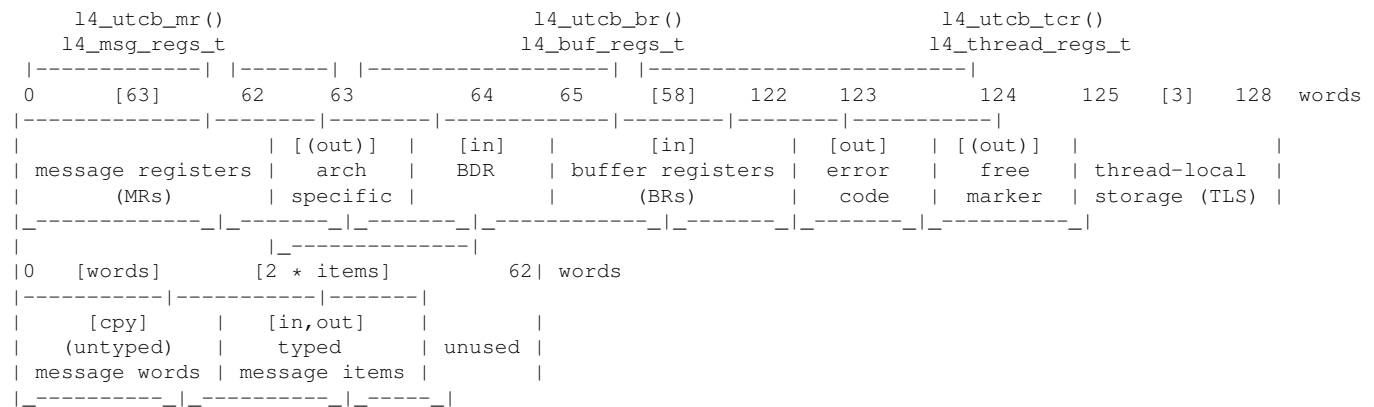 l4_utcb_mr() l4_utcb_br() l4_utcb_tcr()
l4_msg_regs_t l4_buf_regs_t l4_thread_regs_t
|-------------| |-------| |-------------------| |-------------------------|
0 [63] 62 63 64 65 [58] 122 123 124 125 [3] 128 words
|--------------|--------|--------|-------------|--------|--------|-----------|
| | [(out)] | [in] | [in] | [out] | [(out)] | |
| message registers | arch | BDR | buffer registers | error | free | thread-local |
| (MRs) | specific | | (BRs) | code | marker | storage (TLS) |
|_-------------_|_-------_|_-------_|_------------_|_-------_|_-------_|_----------_|
| |_--------------|
|0 [words] [2 * items] 62| words
|-----------|-----------|-------|
| [cpy] | [in,out] | |
| (untyped) | typed | unused |
| message words | message items | |
|_----------_|_----------_|_-----_|